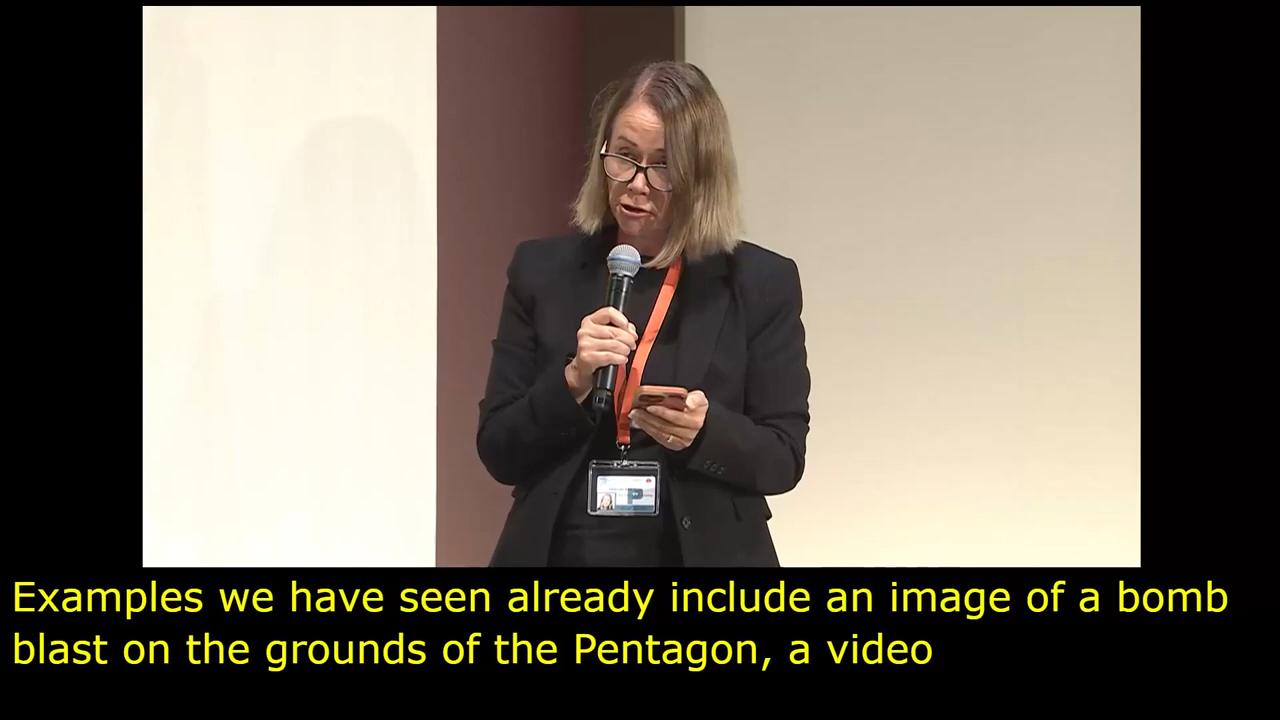 Examples we have seen already include an image of a bomb
blast on the grounds of the Pentagon, a video
P